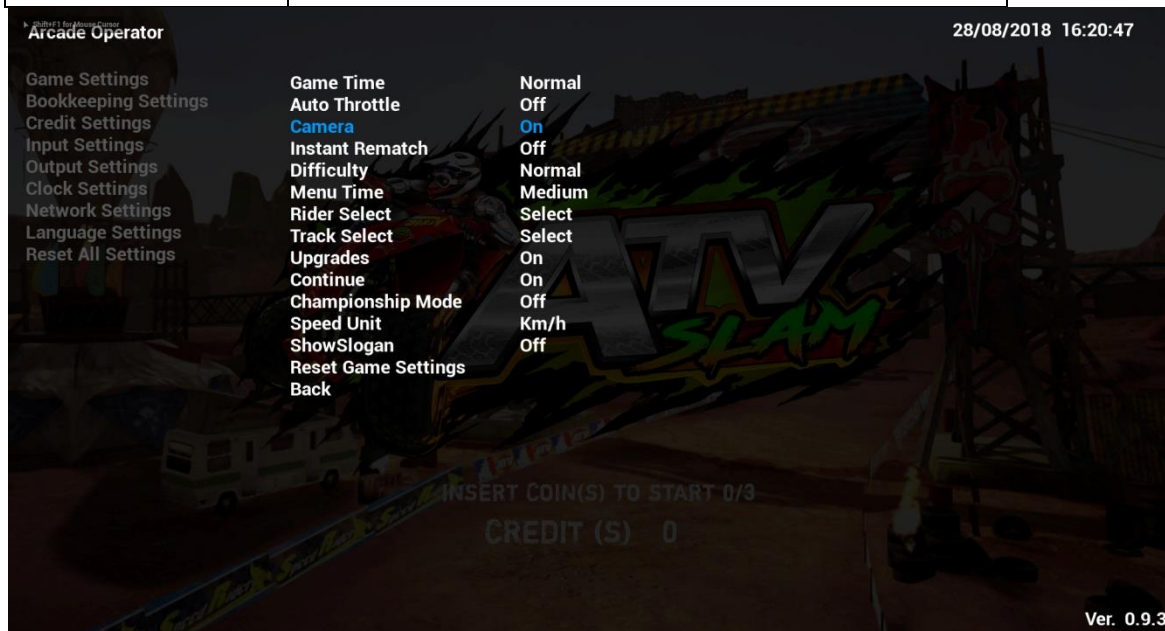 Shift+F1 for Mouse Cursor
Arcade Operator
28/08/2018 16:20:47
Game Settings
Bookkeeping Settings
Credit Settings
Input Settings
Output Settings
Clock Settings
Network Settings
Language Settings
Reset All Settings
Game Time Normal
Auto Throttle Off
Camera On
Instant Rematch Off
Difficulty Normal
Menu Time Medium
Rider Select Select
Track Select Select
Upgrades On
Continue On
Championship Mode Off
Speed Unit Km/h
ShowSlogan Off
Reset Game Settings
Back
ATV
SLAM
INSERT COIN(S) TO START 0/3
CREDIT (S) 0
Ver. 0.9.3